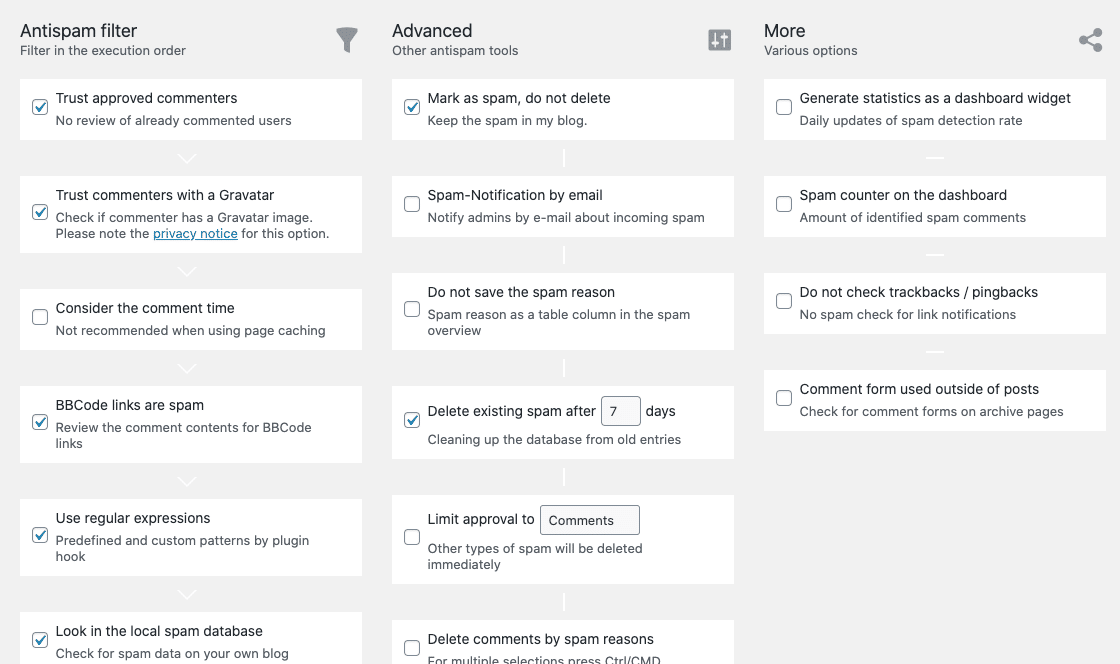 Antispam filter
Filter in the execution order
Trust approved commenters
No review of already commented users
Trust commenters with a Gravatar
Check if commenter has a Gravatar image.
Please note the privacy notice for this option.
Consider the comment time
Not recommended when using page caching
BBCode links are spam
Review the comment contents for BBCode
links
Use regular expressions
Predefined and custom patterns by plugin
hook
Look in the local spam database
Check for spam data on your own blog
Advanced
Other antispam tools
Mark as spam, do not delete
Keep the spam in my blog.
Spam-Notification by email
Notify admins by e-mail about incoming spam
Do not save the spam reason
Spam reason as a table column in the spam
overview
Delete existing spam after 7 days
Cleaning up the database from old entries
Limit approval to Comments
Other types of spam will be deleted
immediately
Delete comments by spam reasons
For multiple selections press Ctrl/CMD
More
Various options
Generate statistics as a dashboard widget
Daily updates of spam detection rate
Spam counter on the dashboard
Amount of identified spam comments
Do not check trackbacks / pingbacks
No spam check for link notifications
Comment form used outside of posts
Check for comment forms on archive pages